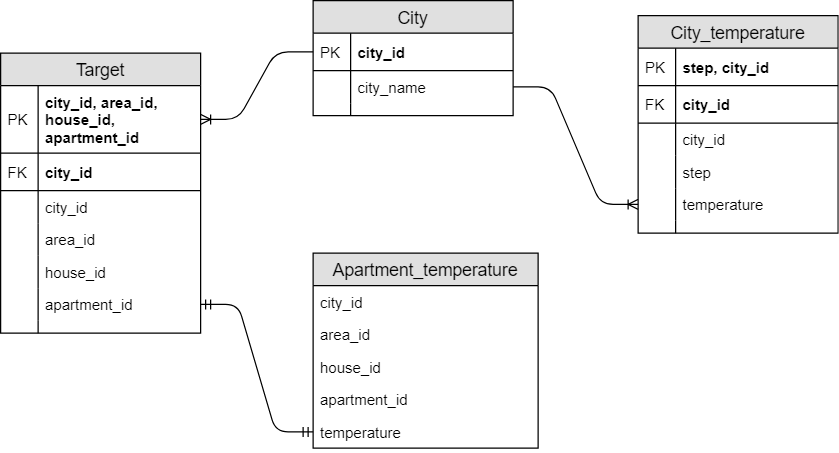 Target
PK
city_id, area_id,
house_id,
apartment_id
FK
city_id
city_id
area_id
house_id
apartment_id
City
PK
city_id
city_name
City_temperature
PK
step, city_id
FK
city_id
city_id
step
temperature
Apartment_temperature
city_id
area_id
house_id
apartment_id
temperature